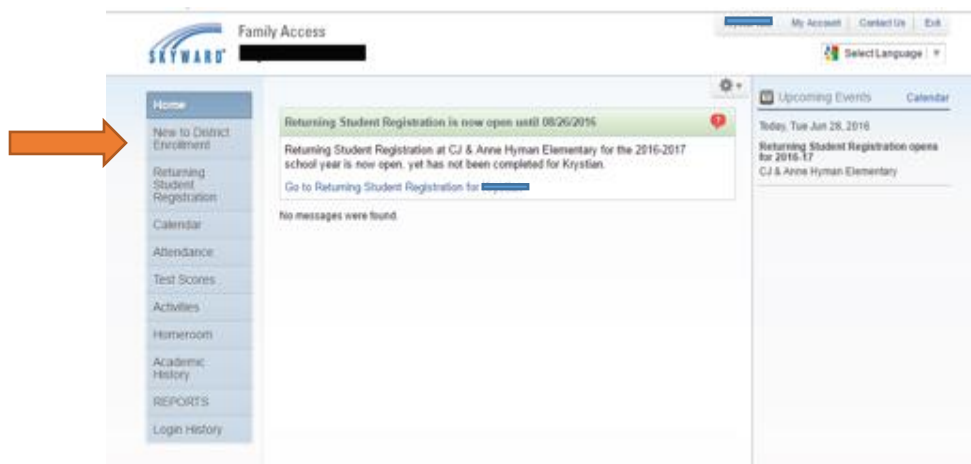 SKYWARD
Family Access
My Account
Contact Us
Exit
Select Language
Home
New to District
Enrollment
Returning
Student
Registration
Calendar
Attendance
Test Scores
Activities
Homeroom
Academic
History
REPORTS
Login History
Returning Student Registration is now open until 08/26/2016
Returning Student Registration at CJ & Anne Hyman Elementary for the 2016-2017
school year is now open, yet has not been completed for Krystian.
Go to Returning Student Registration for
No messages were found.
Upcoming Events
Calendar
Today, Tue Jun 28, 2016
Returning Student Registration opens
for 2016-17
CJ & Anne Hyman Elementary